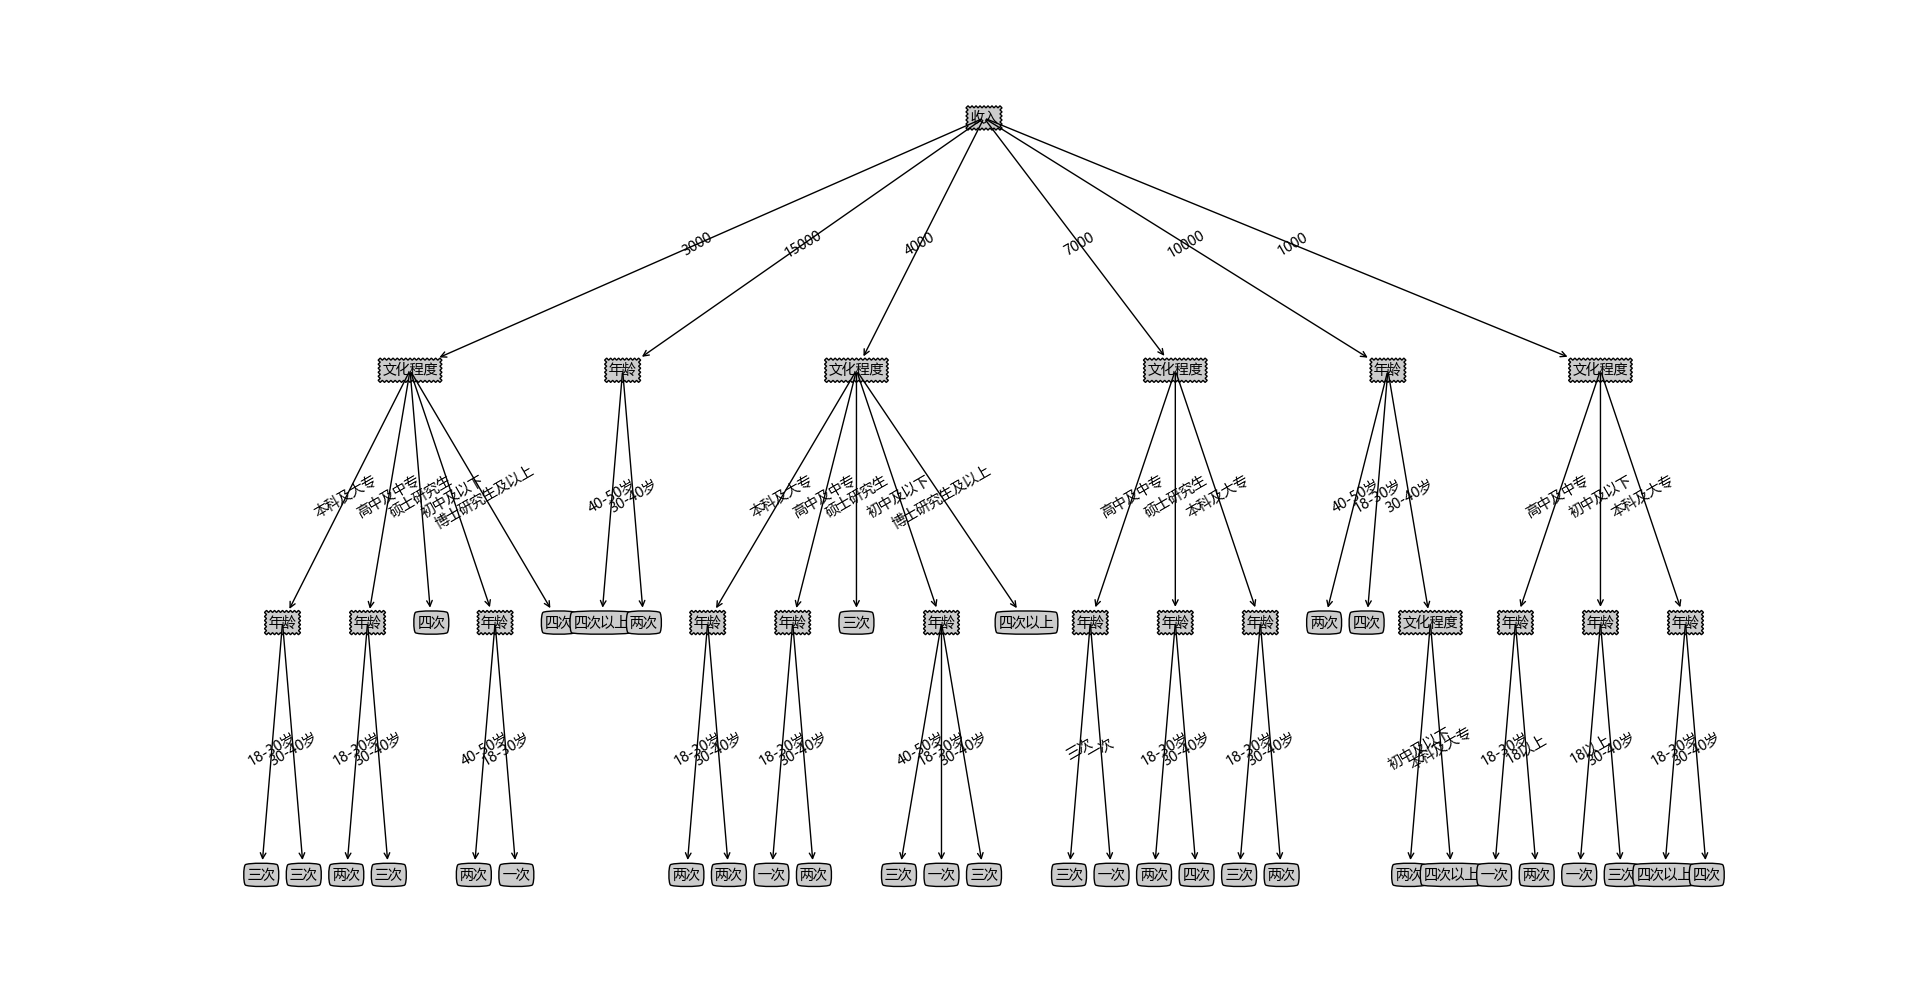 收入
3000
15000
4000
7000
10000
1000
文化程度
年龄
文化程度
文化程度
年龄
文化程度
本科及大专
高中及中专
硕士研究生
初中及以下
博士研究生及以上
40-50岁
30-40岁
本科及大专
高中及中专
硕士研究生
初中及以下
博士研究生及以上
高中及中专
硕士研究生
本科及大专
40-50岁
18-30岁
30-40岁
高中及中专
初中及以下
本科及大专
年龄
年龄
四次
年龄
四次
四次以上
两次
年龄
年龄
三次
年龄
四次以上
年龄
年龄
年龄
两次
四次
文化程度
年龄
年龄
年龄
18-30岁
30-40岁
18-30岁
30-40岁
40-50岁
18-30岁
18-30岁
30-40岁
18-30岁
30-40岁
40-50岁
18-30岁
30-40岁
三次
一次
18-30岁
30-40岁
18-30岁
30-40岁
初中及以下
本科及大专
18-30岁
18以上
18以上
30-40岁
18-30岁
30-40岁
三次
三次
两次
三次
两次
一次
两次
两次
一次
两次
三次
一次
三次
三次
一次
两次
四次
三次
两次
两次
四次以上
一次
两次
一次
三次
四次以上
四次